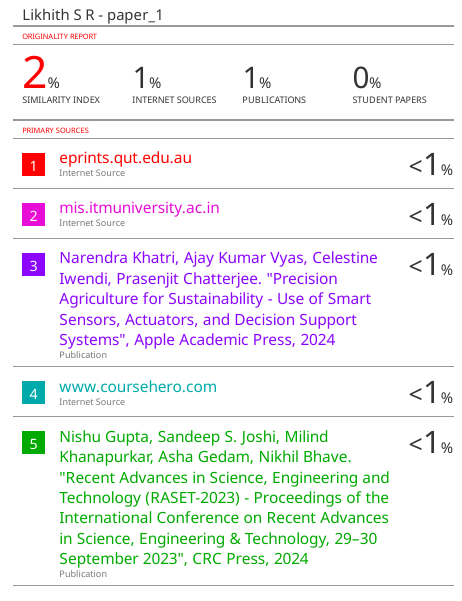 Likhith S R - paper_1
ORIGINALITY REPORT
2% 1% 1% 0%
SIMILARITY INDEX INTERNET SOURCES PUBLICATIONS STUDENT PAPERS
PRIMARY SOURCES
1 eprints.qut.edu.au <1%
Internet Source
2 mis.itmuniversity.ac.in <1%
Internet Source
3 Narendra Khatri, Ajay Kumar Vyas, Celestine <1%
Iwendi, Prasenjit Chatterjee. "Precision
Agriculture for Sustainability - Use of Smart
Sensors, Actuators, and Decision Support
Systems", Apple Academic Press, 2024
Publication
4 www.coursehero.com <1%
Internet Source
5 Nishu Gupta, Sandeep S. Joshi, Milind <1%
Khanapurkar, Asha Gedam, Nikhil Bhave.
"Recent Advances in Science, Engineering and
Technology (RASET-2023) - Proceedings of the
International Conference on Recent Advances
in Science, Engineering & Technology, 29–30
September 2023", CRC Press, 2024
Publication